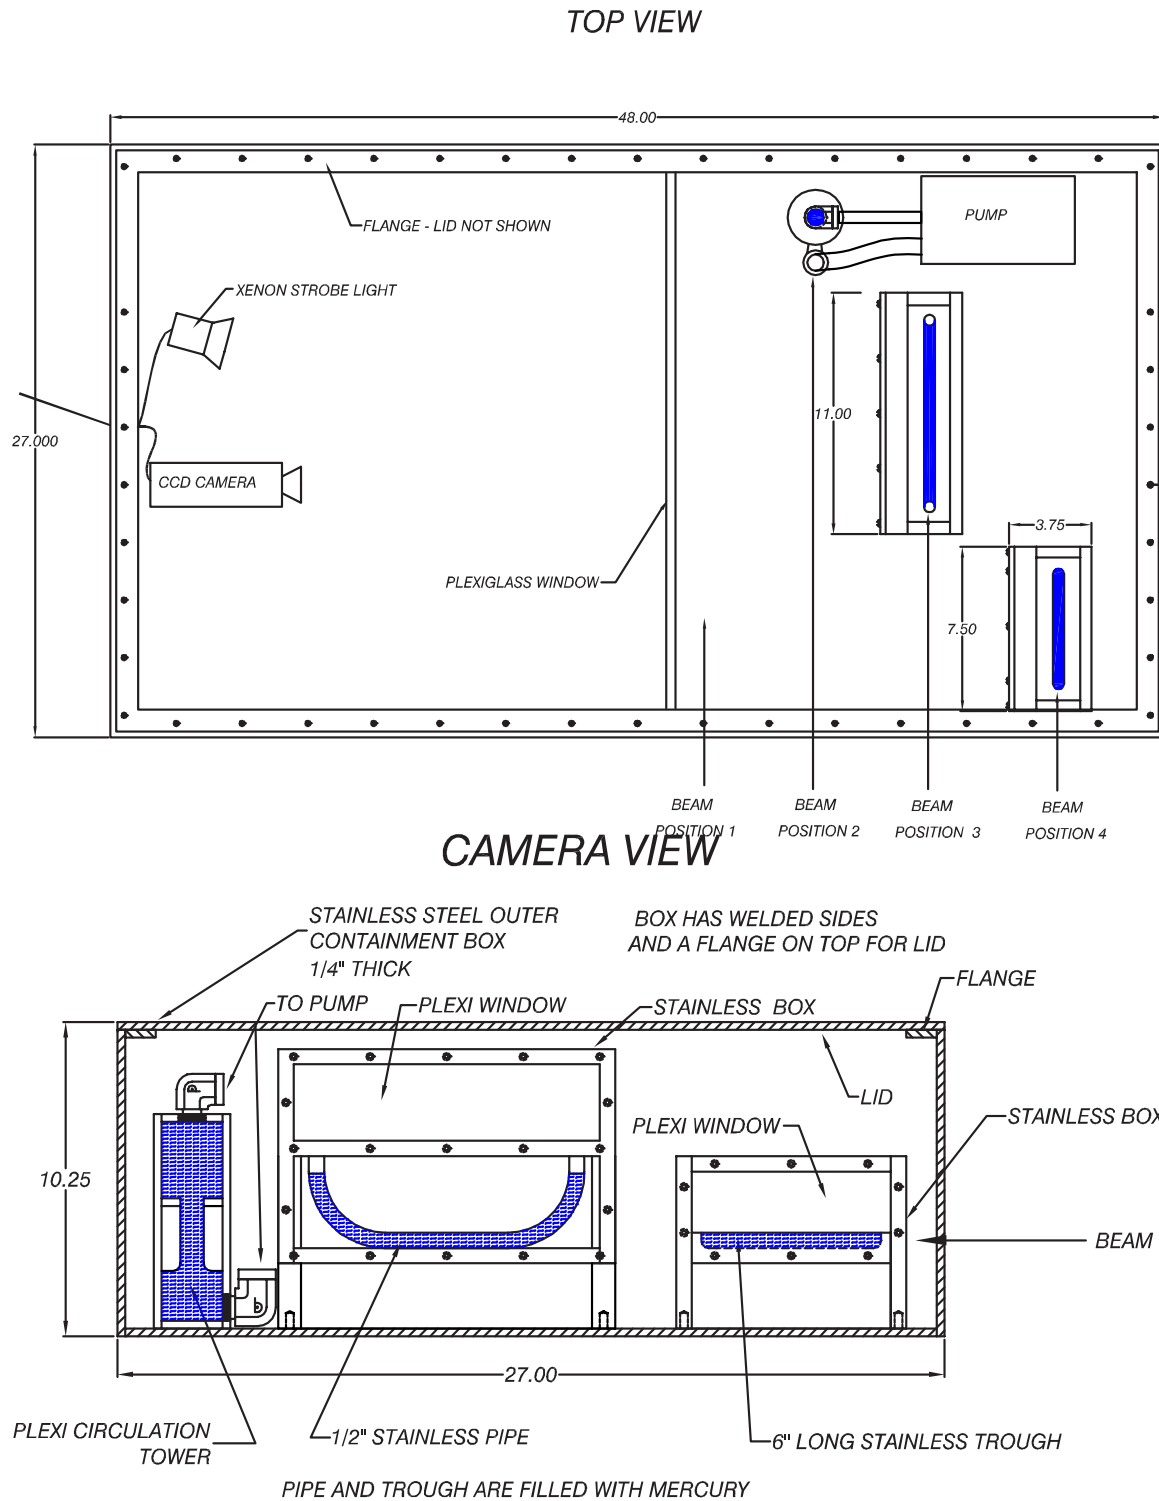 TOP VIEW
48.00
FLANGE - LID NOT SHOWN
PUMP
XENON STROBE LIGHT
11.00
27.000
CCD CAMERA
3.75
PLEXIGLASS WINDOW
7.50
BEAM
POSITION 1
BEAM
POSITION 2
BEAM
POSITION 3
BEAM
POSITION 4
CAMERA VIEW
STAINLESS STEEL OUTER
CONTAINMENT BOX
1/4" THICK
BOX HAS WELDED SIDES
AND A FLANGE ON TOP FOR LID
FLANGE
TO PUMP
PLEXI WINDOW
STAINLESS BOX
LID
PLEXI WINDOW
STAINLESS BOX
10.25
BEAM
27.00
PLEXI CIRCULATION
TOWER
1/2" STAINLESS PIPE
6" LONG STAINLESS TROUGH
PIPE AND TROUGH ARE FILLED WITH MERCURY